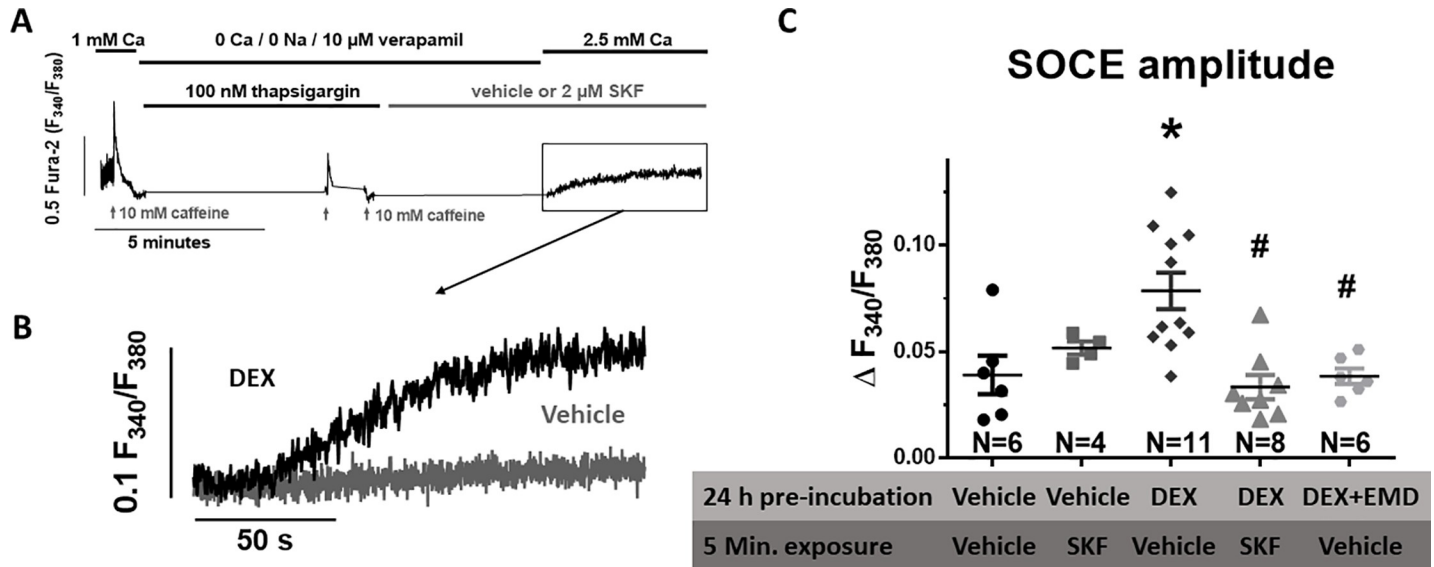 A
1 mM Ca
0 Ca / 0 Na / 10 µM verapamil
2.5 mM Ca
100 nM thapsigargin
vehicle or 2 µM SKF
0.5 Fura-2 (F340/F380)
10 mM caffeine
10 mM caffeine
5 minutes
B
0.1 F340/F380
DEX
Vehicle
50 s
C
SOCE amplitude
*
#
#
Δ F340/F380
0.10
0.05
0.00
N=6 N=4 N=11 N=8 N=6
24 h pre-incubation Vehicle Vehicle DEX DEX DEX+EMD
5 Min. exposure Vehicle SKF Vehicle SKF Vehicle